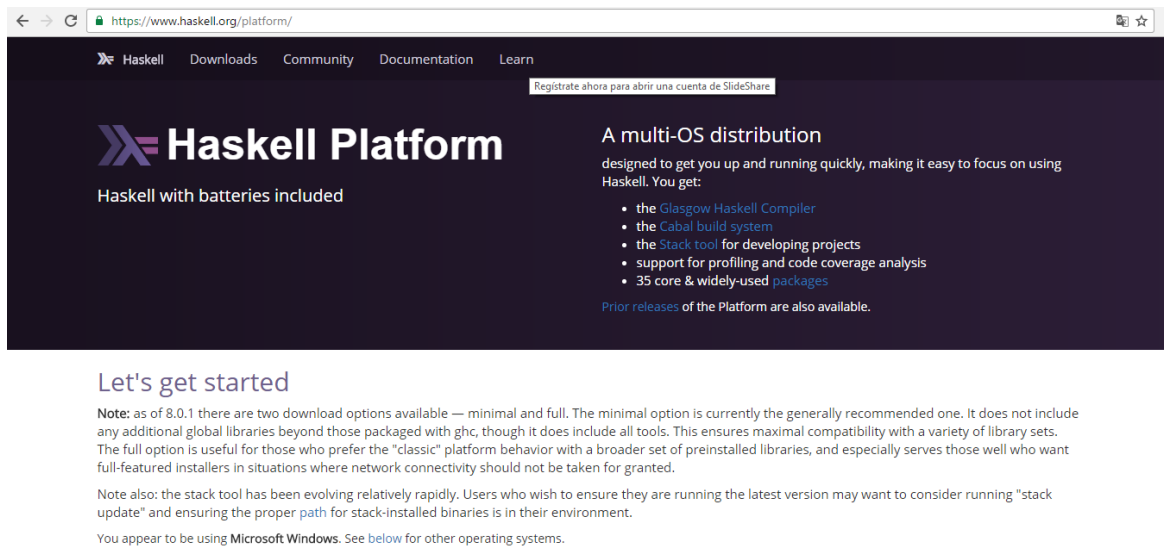 https://www.haskell.org/platform/
Haskell Downloads Community Documentation Learn
Regístrate ahora para abrir una cuenta de SlideShare
Haskell Platform
Haskell with batteries included
A multi-OS distribution
designed to get you up and running quickly, making it easy to focus on using
Haskell. You get:
• the Glasgow Haskell Compiler
• the Cabal build system
• the Stack tool for developing projects
• support for profiling and code coverage analysis
• 35 core & widely-used packages
Prior releases of the Platform are also available.
Let's get started
Note: as of 8.0.1 there are two download options available — minimal and full. The minimal option is currently the generally recommended one. It does not include
any additional global libraries beyond those packaged with ghc, though it does include all tools. This ensures maximal compatibility with a variety of library sets.
The full option is useful for those who prefer the "classic" platform behavior with a broader set of preinstalled libraries, and especially serves those well who want
full-featured installers in situations where network connectivity should not be taken for granted.
Note also: the stack tool has been evolving relatively rapidly. Users who wish to ensure they are running the latest version may want to consider running "stack
update" and ensuring the proper path for stack-installed binaries is in their environment.
You appear to be using Microsoft Windows. See below for other operating systems.